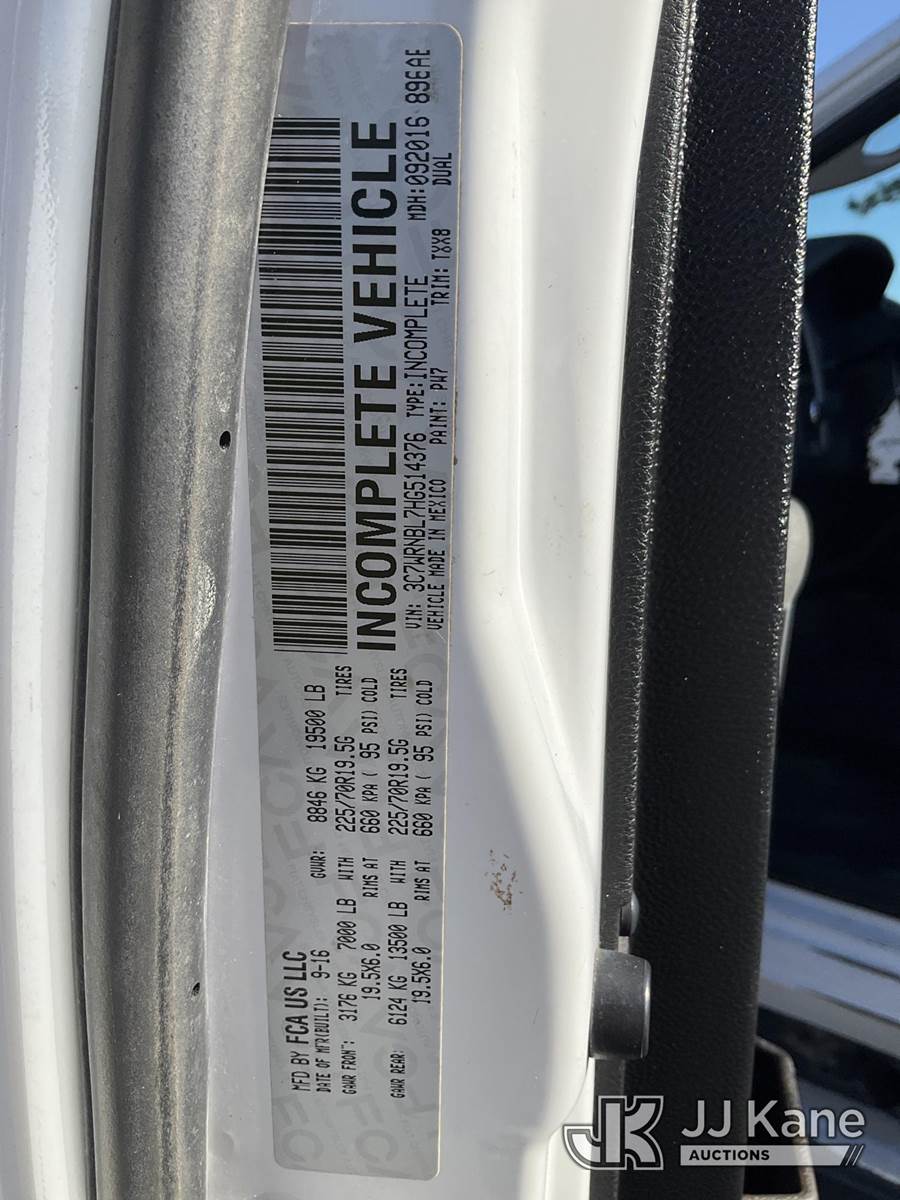 MFD BY FCA US LLC
DATE OF MFR(BUILT): 9-16 GVWR: 8846 KG 19500 LB
GAWR FRONT: 3176 KG 7000 LB WITH 225/70R19.5G TIRES
19.5X6.0 RIMS AT 660 KPA ( 95 PSI) COLD
GAWR REAR: 6124 KG 13500 LB WITH 225/70R19.5G TIRES
19.5X6.0 RIMS AT 660 KPA ( 95 PSI) COLD
INCOMPLETE VEHICLE
VIN: 3C7WRNBL7HG514376 TYPE:INCOMPLETE MDH:092016 896AE
VEHICLE MADE IN MEXICO PAINT: PW7 TRIM: TXX8 DUAL
JK JJ Kane
AUCTIONS